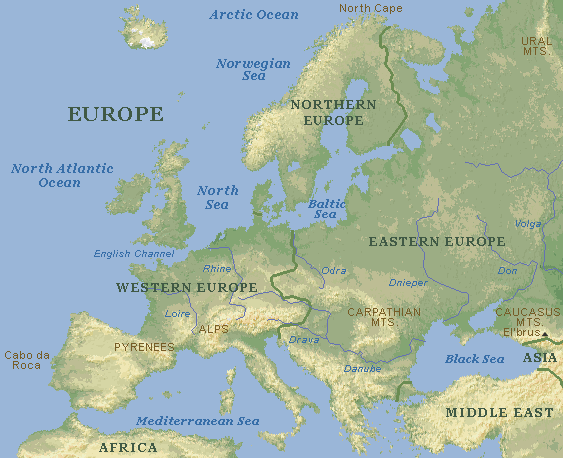 North Cape
Arctic Ocean
URAL
MTS.
Norwegian
Sea
EUROPE
NORTHERN
EUROPE
North Atlantic
Ocean
North
Sea
Baltic
Sea
Volga
EASTERN EUROPE
English Channel
Rhine
Odra
Don
Dnieper
WESTERN EUROPE
Loire
CARPATHIAN
MTS.
CAUCASUS
MTS.
El'brus
ALPS
Drava
PYRENEES
Cabo da
Roca
Danube
Black Sea
ASIA
MIDDLE EAST
Mediterranean Sea
AFRICA